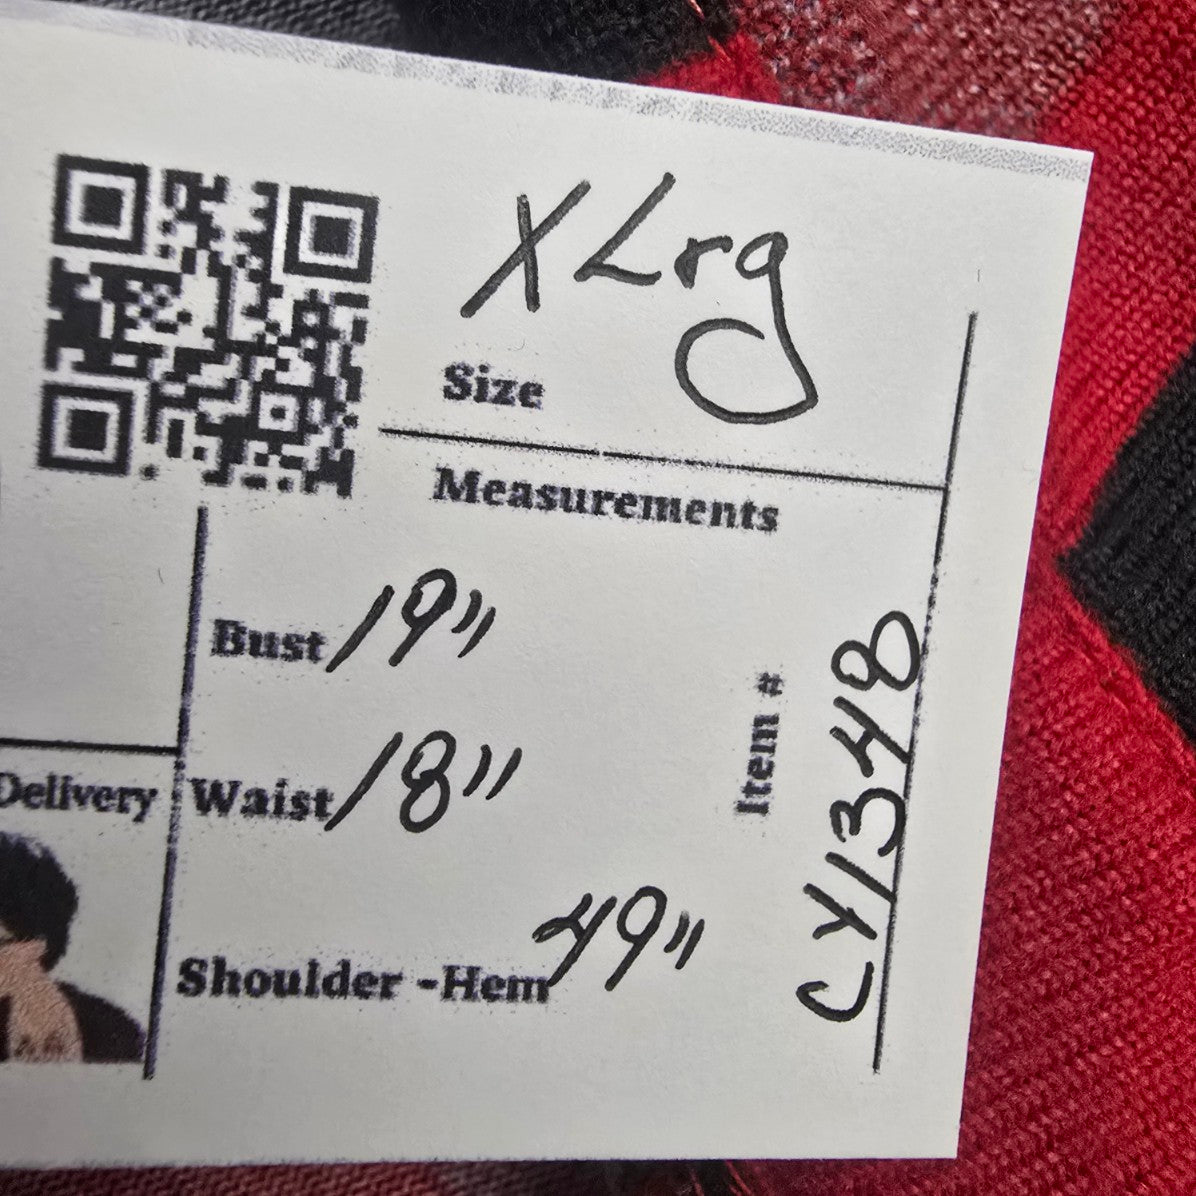 XLrg
Size
Measurements
Bust 19"
Waist 18"
Shoulder -Hem 49"
Item #
CY1348
Delivery